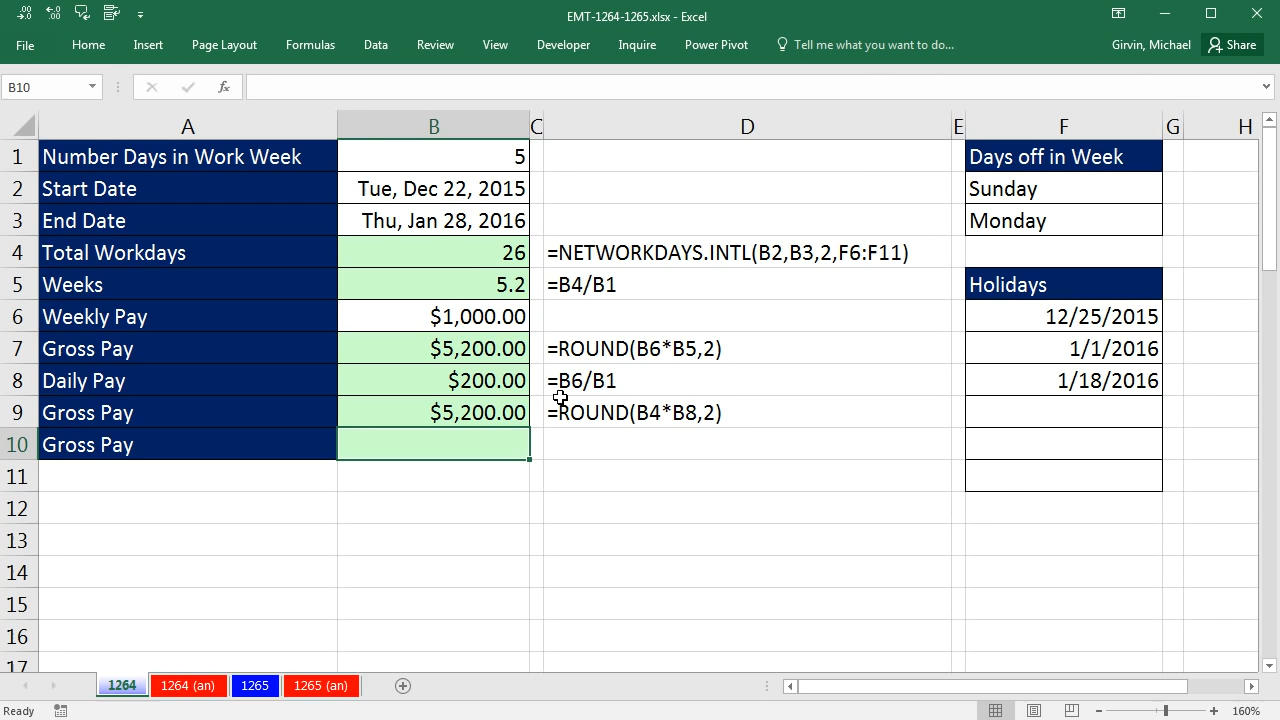 EMT-1264-1265.xlsx - Excel
File Home Insert Page Layout Formulas Data Review View Developer Inquire Power Pivot Tell me what you want to do... Girvin, Michael Share
B10 fx
A B C D E F G H
1 Number Days in Work Week 5 Days off in Week
2 Start Date Tue, Dec 22, 2015 Sunday
3 End Date Thu, Jan 28, 2016 Monday
4 Total Workdays 26 =NETWORKDAYS.INTL(B2,B3,2,F6:F11)
5 Weeks 5.2 =B4/B1 Holidays
6 Weekly Pay $1,000.00 12/25/2015
7 Gross Pay $5,200.00 =ROUND(B6*B5,2) 1/1/2016
8 Daily Pay $200.00 =B6/B1 1/18/2016
9 Gross Pay $5,200.00 =ROUND(B4*B8,2)
10 Gross Pay
11
12
13
14
15
16
17
1264 1264 (an) 1265 1265 (an)
Ready 160%